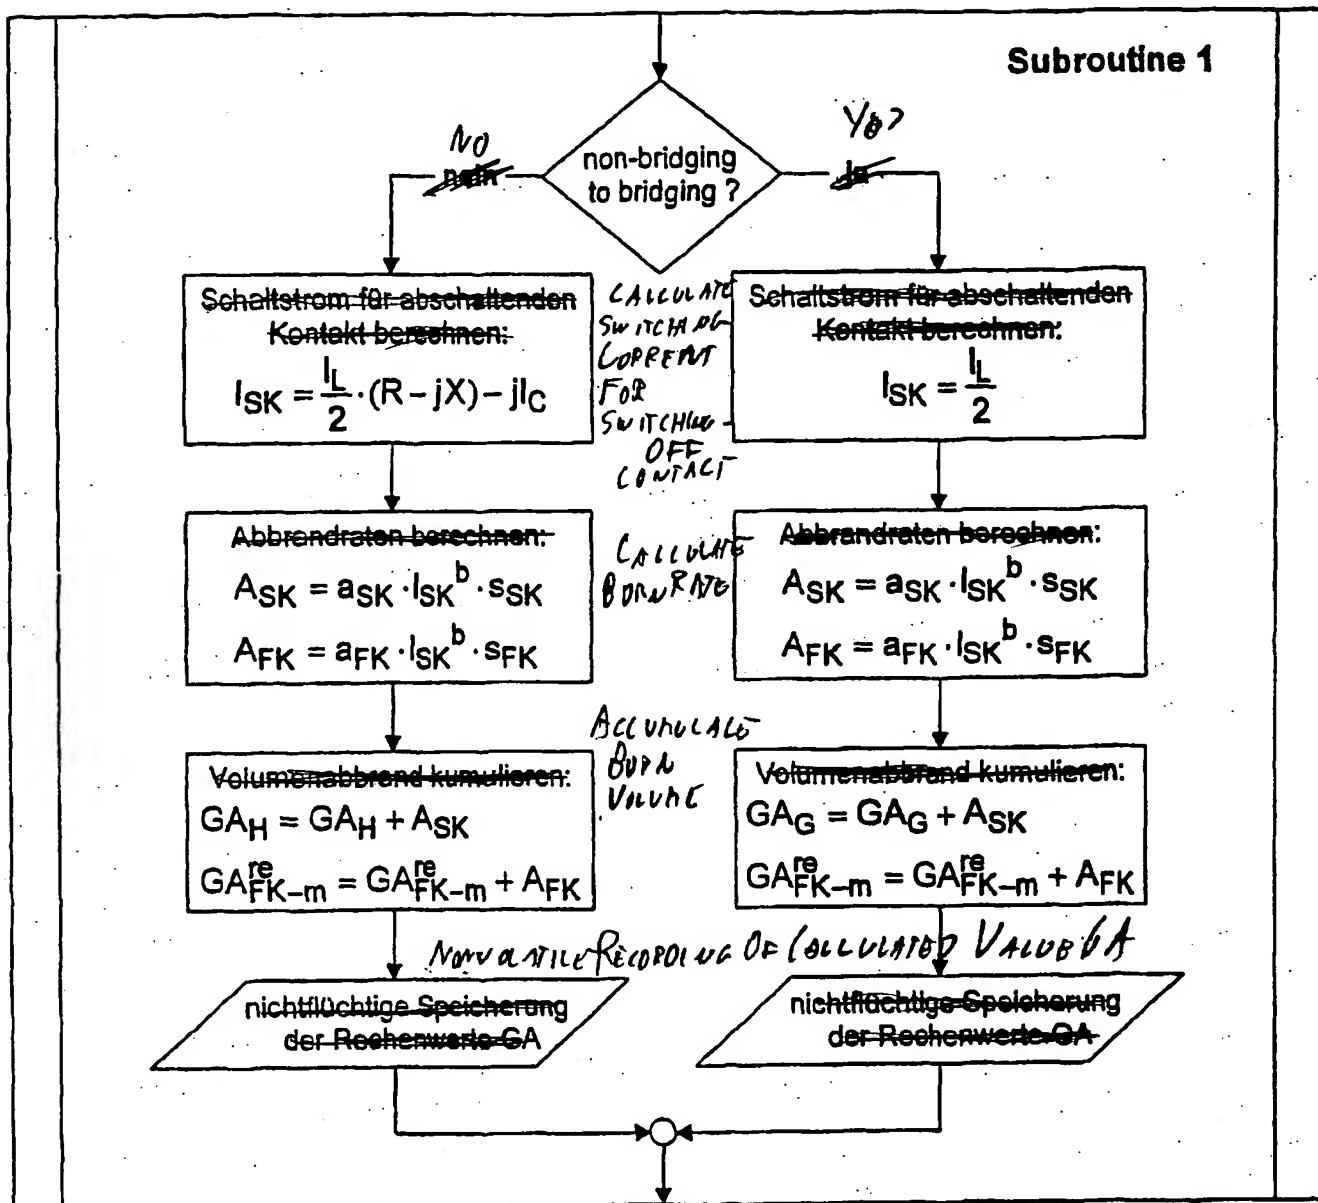 Subroutine 1
non-bridging
to bridging ?
NO
nein
Yes
ja
Schaltstrom für abschaltenden
Kontakt berechnen:
I_SK = I_L/2 · (R – jX) – jI_C
CALCULATE
SWITCHING
CURRENT
FOR
SWITCHING -
OFF
CONTACT
Schaltstrom für abschaltenden
Kontakt berechnen:
I_SK = I_L/2
Abbrandraten berechnen:
A_SK = a_SK · I_SK^b · s_SK
A_FK = a_FK · I_SK^b · s_FK
CALCULATE
BURN RATE
Abbrandraten berechnen:
A_SK = a_SK · I_SK^b · s_SK
A_FK = a_FK · I_SK^b · s_FK
ACCUMULATE
BURN
VOLUME
Volumenabbrand kumulieren:
GA_H = GA_H + A_SK
GA^re_FK–m = GA^re_FK–m + A_FK
Volumenabbrand kumulieren:
GA_G = GA_G + A_SK
GA^re_FK–m = GA^re_FK–m + A_FK
NONVOLATILE RECORDING OF CALCULATED VALUE GA
nichtflüchtige Speicherung
der Rechenwerte GA
nichtflüchtige Speicherung
der Rechenwerte GA